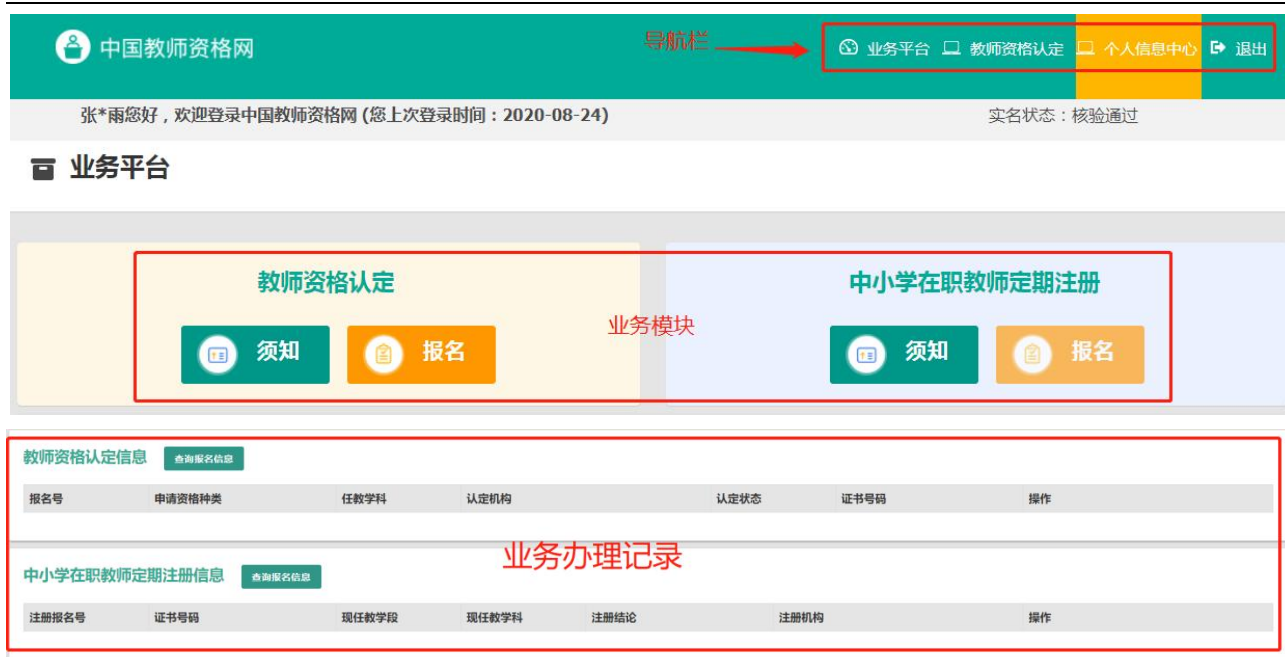 中国教师资格网
导航栏
业务平台 教师资格认定 个人信息中心 退出
张*雨您好，欢迎登录中国教师资格网 (您上次登录时间：2020-08-24)
实名状态：核验通过
业务平台
教师资格认定
中小学在职教师定期注册
业务模块
须知 报名
须知 报名
教师资格认定信息 查询报名信息
报名号 申请资格种类 任教学科 认定机构 认定状态 证书号码 操作
业务办理记录
中小学在职教师定期注册信息 查询报名信息
注册报名号 证书号码 现任教学段 现任教学科 注册结论 注册机构 操作